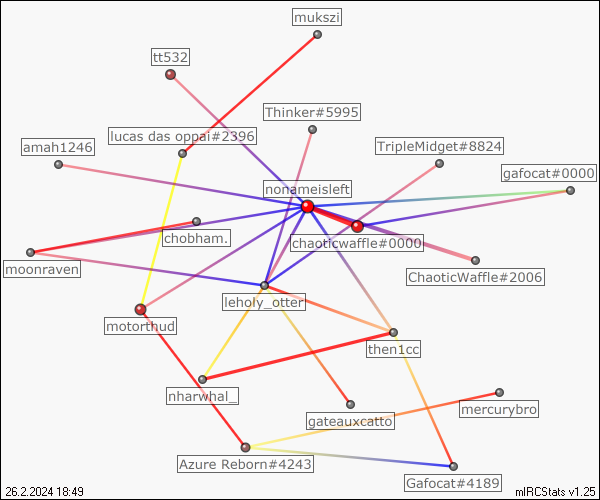 mukszi
tt532
Thinker#5995
lucas das oppai#2396
amah1246
TripleMidget#8824
gafocat#0000
nonameisleft
chobham.
chaoticwaffle#0000
moonraven
ChaoticWaffle#2006
leholy_otter
motorthud
then1cc
nharwhal_
mercurybro
gateauxcatto
Azure Reborn#4243
Gafocat#4189
26.2.2024 18:49
mIRCStats v1.25